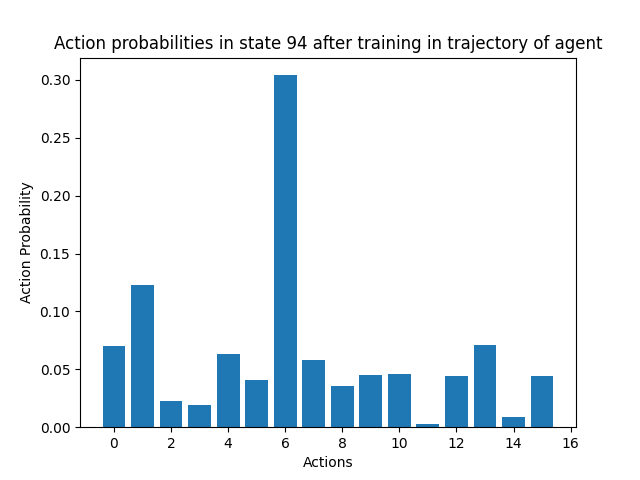 Action probabilities in state 94 after training in trajectory of agent
0.30
0.25
0.20
0.15
0.10
0.05
0.00
Action Probability
0 2 4 6 8 10 12 14 16
Actions